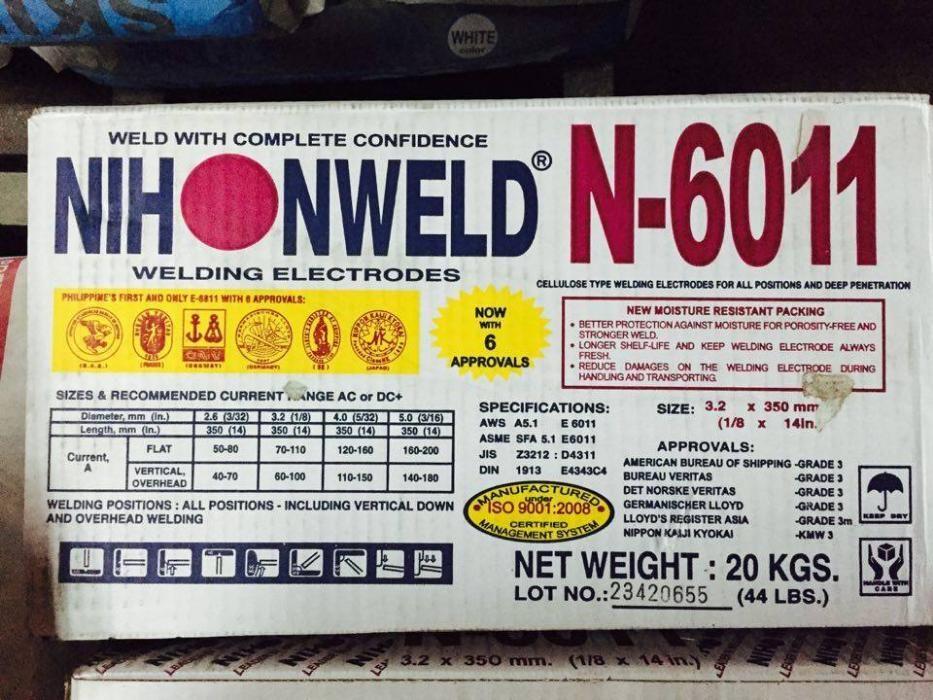 WHITE
color
WELD WITH COMPLETE CONFIDENCE
NIHONWELD® N-6011
WELDING ELECTRODES
CELLULOSE TYPE WELDING ELECTRODES FOR ALL POSITIONS AND DEEP PENETRATION
PHILIPPINE'S FIRST AND ONLY E-6011 WITH 6 APPROVALS:
NOW
WITH
6
APPROVALS
NEW MOISTURE RESISTANT PACKING
• BETTER PROTECTION AGAINST MOISTURE FOR POROSITY-FREE AND
STRONGER WELD.
• LONGER SHELF-LIFE AND KEEP WELDING ELECTRODE ALWAYS
FRESH.
• REDUCE DAMAGES ON THE WELDING ELECTRODE DURING
HANDLING AND TRANSPORTING.
SIZES & RECOMMENDED CURRENT RANGE AC or DC+
Diameter, mm (in.) 2.6 (3/32) 3.2 (1/8) 4.0 (5/32) 5.0 (3/16)
Length, mm (in.) 350 (14) 350 (14) 350 (14) 350 (14)
Current, A
FLAT 50-80 70-110 120-160 160-200
VERTICAL, OVERHEAD 40-70 60-100 110-150 140-180
WELDING POSITIONS : ALL POSITIONS - INCLUDING VERTICAL DOWN
AND OVERHEAD WELDING
SPECIFICATIONS:
AWS A5.1 E 6011
ASME SFA 5.1 E6011
JIS Z3212 : D4311
DIN 1913 E4343C4
MANUFACTURED
under
ISO 9001:2008
CERTIFIED
MANAGEMENT SYSTEM
SIZE: 3.2 x 350 mm
(1/8 x 14in.
APPROVALS:
AMERICAN BUREAU OF SHIPPING -GRADE 3
BUREAU VERITAS -GRADE 3
DET NORSKE VERITAS -GRADE 3
GERMANISCHER LLOYD -GRADE 3
LLOYD'S REGISTER ASIA -GRADE 3m
NIPPON KAIJI KYOKAI -KMW 3
KEEP DRY
HANDLE WITH
CARE
NET WEIGHT : 20 KGS.
LOT NO.:23420655 (44 LBS.)
3.2 x 350 mm. (1/8 x 14 in.)